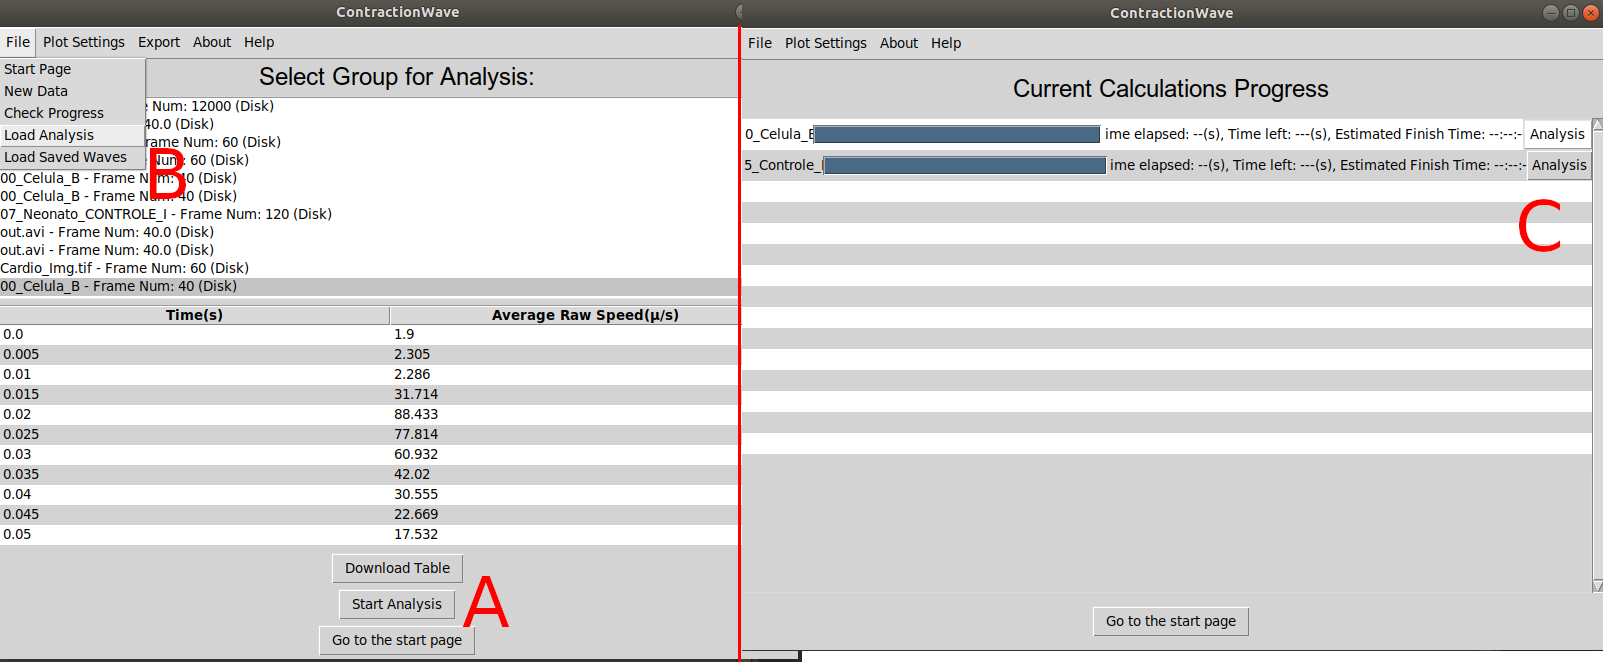 ContractionWave
File Plot Settings Export About Help
Start Page
New Data
Check Progress
Load Analysis
Load Saved Waves
Select Group for Analysis:
Num: 12000 (Disk)
40.0 (Disk)
rame Num: 60 (Disk)
Num: 60 (Disk)
00_Celula_B - Frame Num: 40 (Disk)
00_Celula_B - Frame Num: 40 (Disk)
07_Neonato_CONTROLE_I - Frame Num: 120 (Disk)
out.avi - Frame Num: 40.0 (Disk)
out.avi - Frame Num: 40.0 (Disk)
Cardio_Img.tif - Frame Num: 60 (Disk)
00_Celula_B - Frame Num: 40 (Disk)
B
Time(s) Average Raw Speed(μ/s)
0.0 1.9
0.005 2.305
0.01 2.286
0.015 31.714
0.02 88.433
0.025 77.814
0.03 60.932
0.035 42.02
0.04 30.555
0.045 22.669
0.05 17.532
Download Table
Start Analysis
A
Go to the start page
ContractionWave
File Plot Settings About Help
Current Calculations Progress
0_Celula_B ime elapsed: --(s), Time left: ---(s), Estimated Finish Time: --:--:- Analysis
5_Controle_ ime elapsed: --(s), Time left: ---(s), Estimated Finish Time: --:--:- Analysis
C
Go to the start page